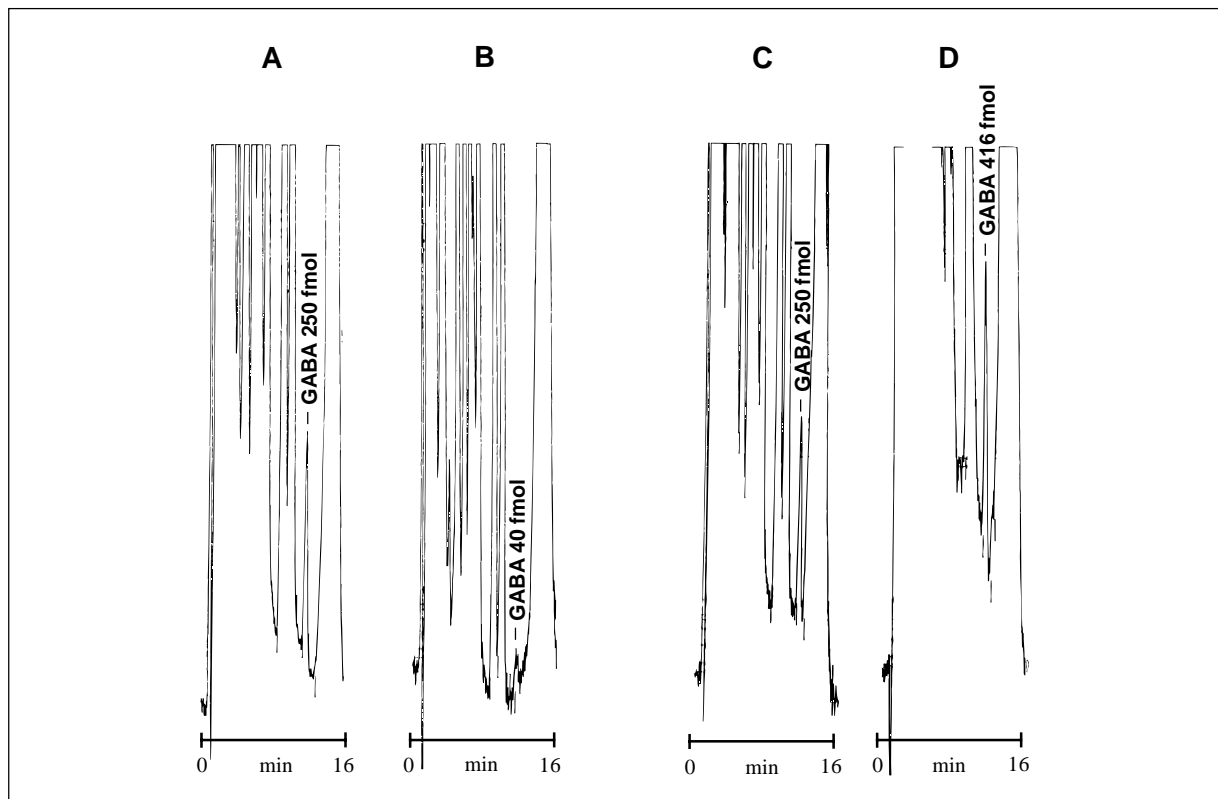 A
B
C
D
GABA 250 fmol
GABA 40 fmol
GABA 250 fmol
GABA 416 fmol
0 min 16
0 min 16
0 min 16
0 min 16